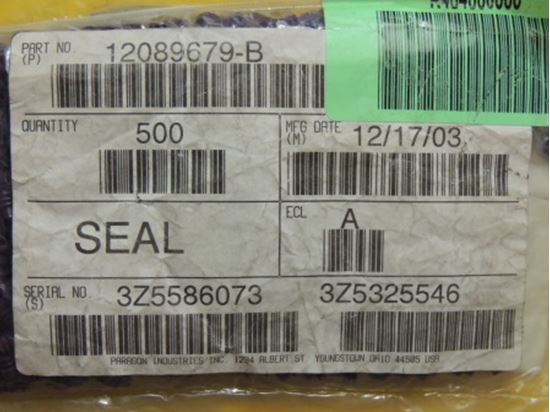 PART NO 12089679-B
(P)
QUANTITY 500
MFG DATE 12/17/03
(M)
SEAL
ECL A
SERIAL NO. 3Z5586073 3Z5325546
(S)
PARAGON INDUSTRIES INC 1234 ALBERT ST YOUNGSTOWN OHIO 44505 USA